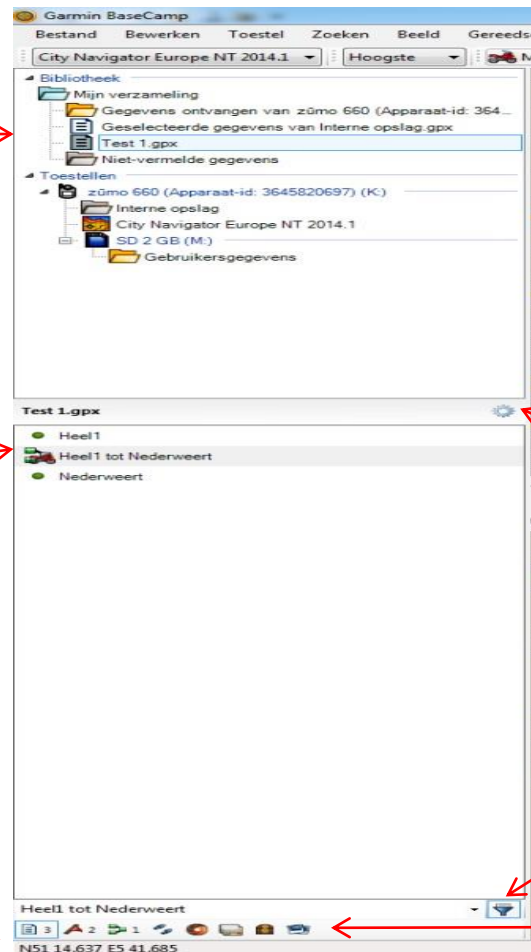 Garmin BaseCamp
Bestand Bewerken Toestel Zoeken Beeld Gereeds
City Navigator Europe NT 2014.1 Hoogste M
Bibliotheek
Mijn verzameling
Gegevens ontvangen van zūmo 660 (Apparaat-id: 364...
Geselecteerde gegevens van Interne opslag.gpx
Test 1.gpx
Niet-vermelde gegevens
Toestellen
zūmo 660 (Apparaat-id: 3645820697) (K:)
Interne opslag
City Navigator Europe NT 2014.1
SD 2 GB (M:)
Gebruikersgegevens
Test 1.gpx
Heel1
Heel1 tot Nederweert
Nederweert
Heel1 tot Nederweert
3 2 1
N51 14.637 E5 41.685